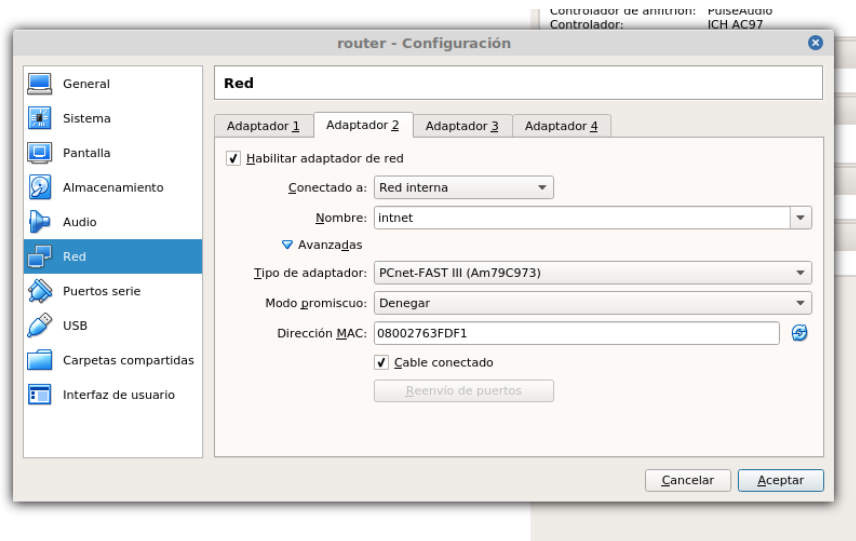 Controlador de anfitrión: PulseAudio
Controlador: ICH AC97
router - Configuración
General
Sistema
Pantalla
Almacenamiento
Audio
Red
Puertos serie
USB
Carpetas compartidas
Interfaz de usuario
Red
Adaptador 1 Adaptador 2 Adaptador 3 Adaptador 4
Habilitar adaptador de red
Conectado a: Red interna
Nombre: intnet
Avanzadas
Tipo de adaptador: PCnet-FAST III (Am79C973)
Modo promiscuo: Denegar
Dirección MAC: 08002763FDF1
Cable conectado
Reenvío de puertos
Cancelar Aceptar